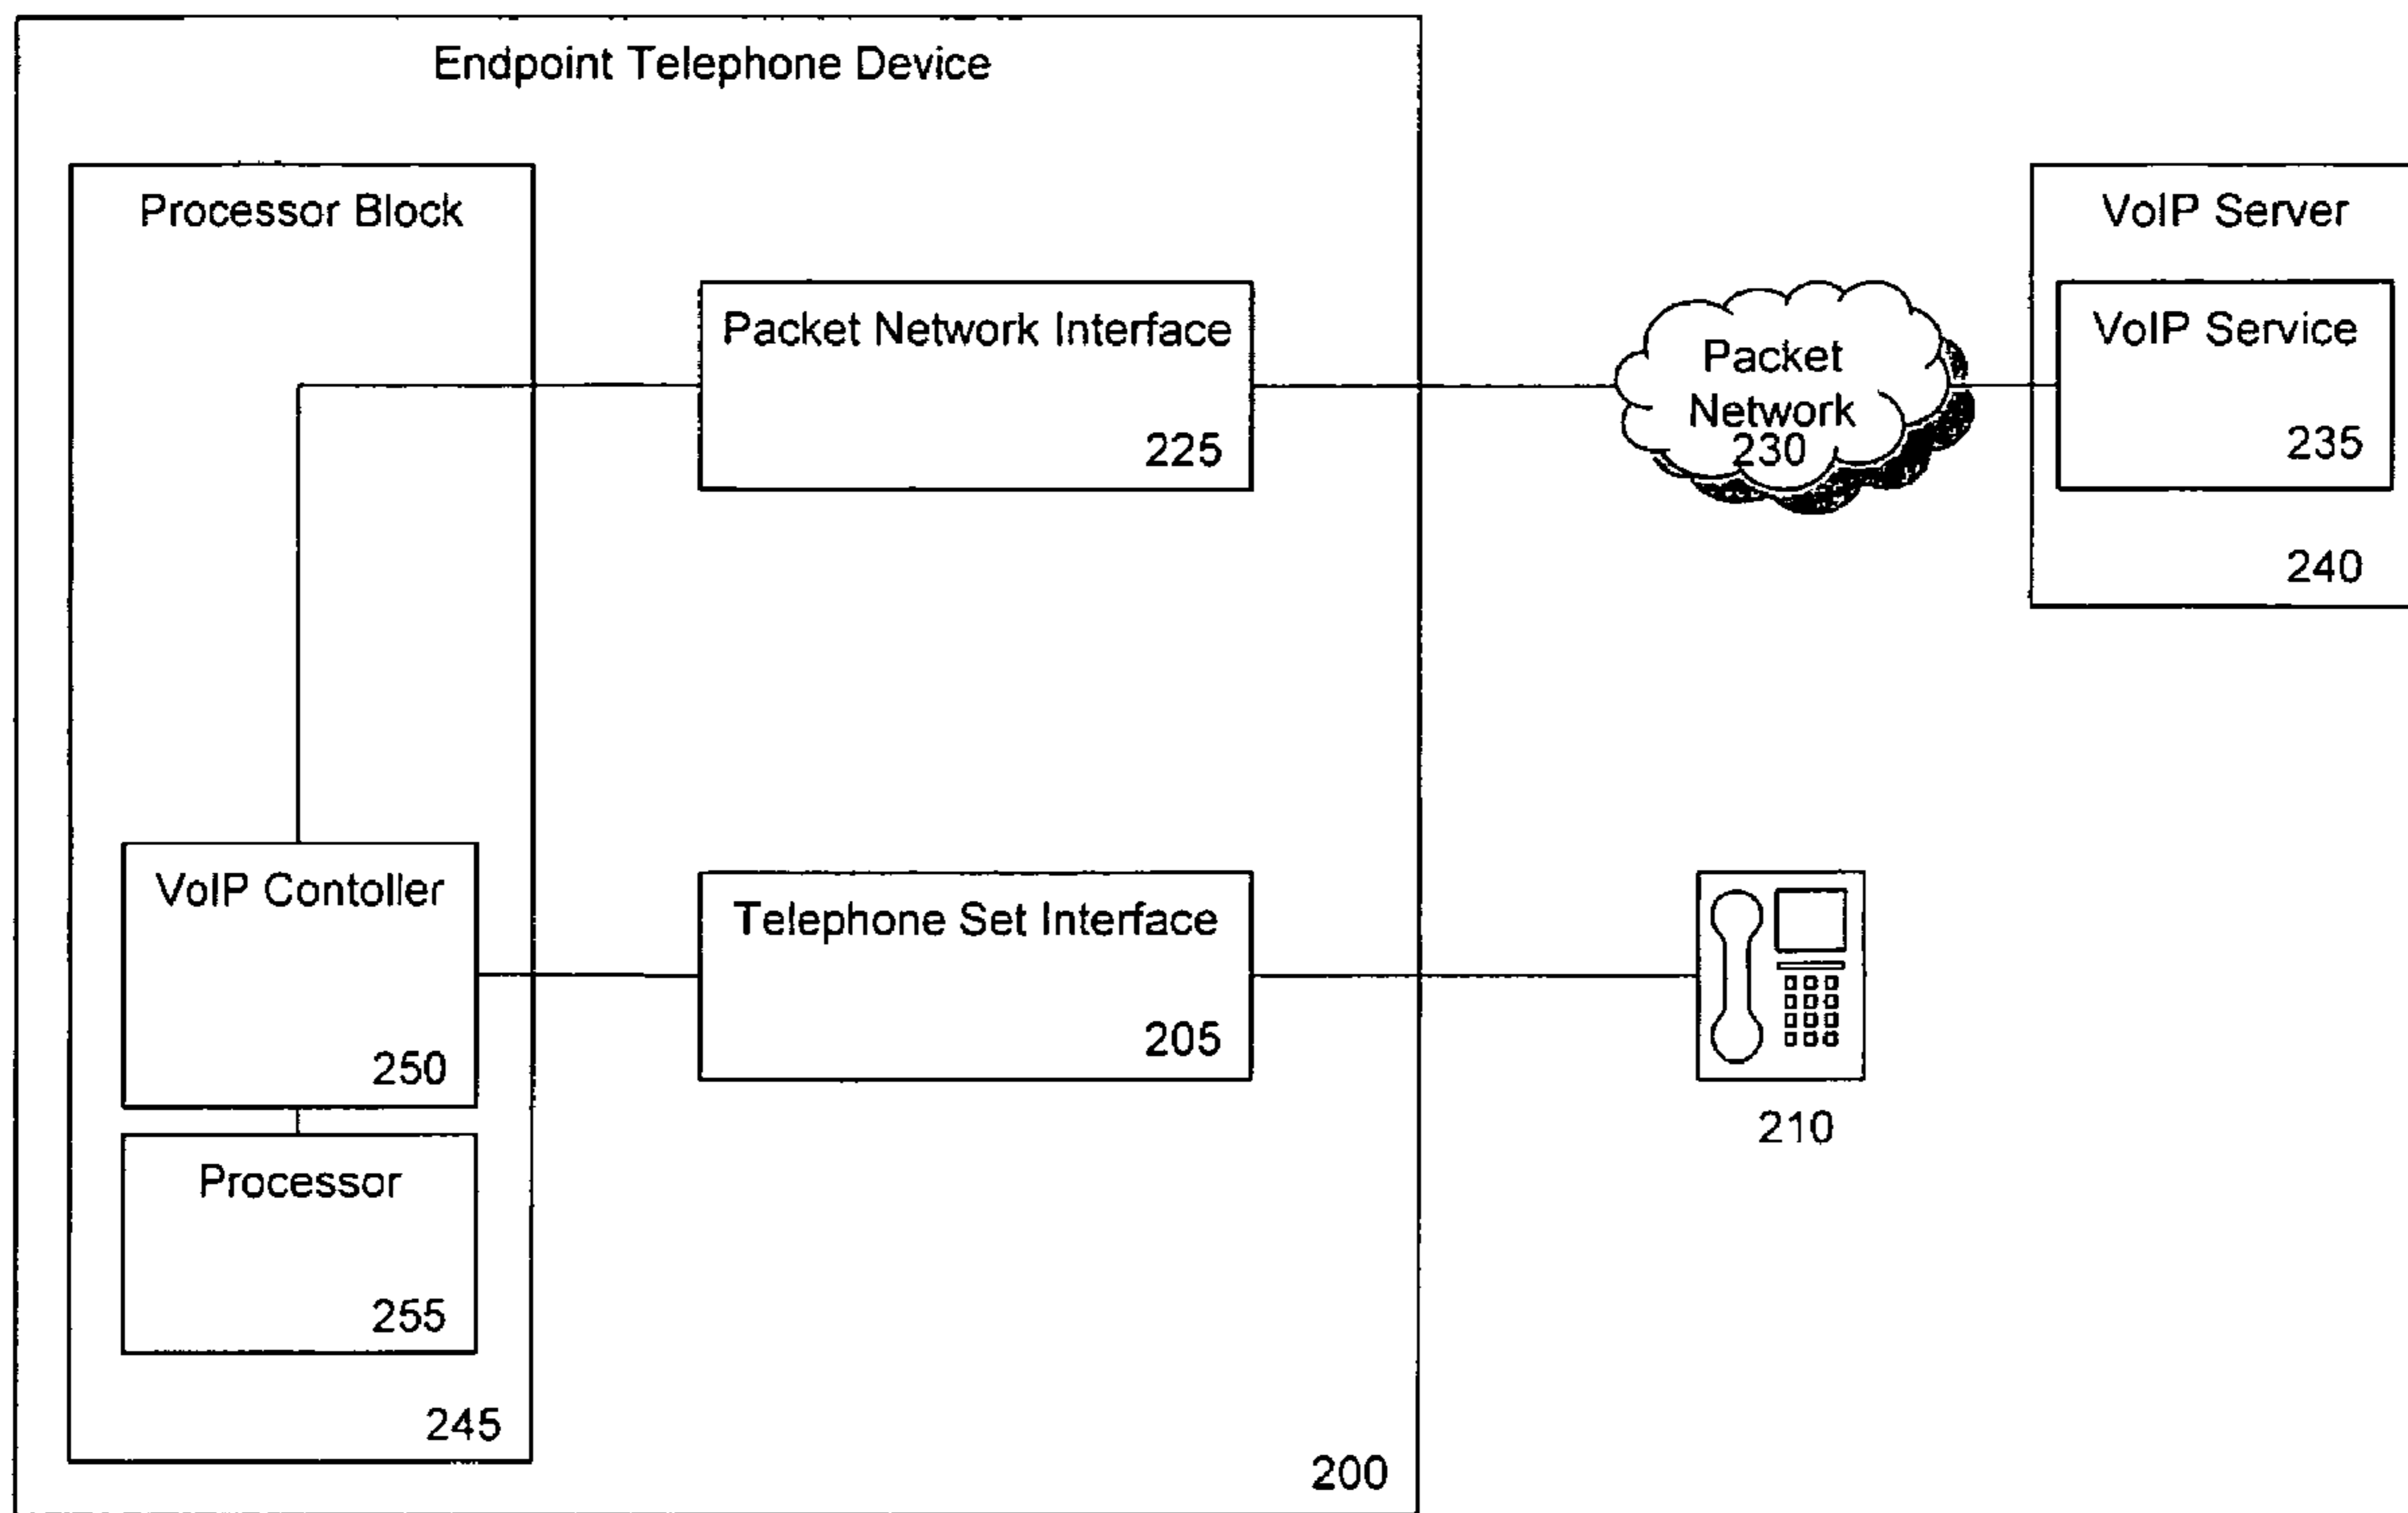 Endpoint Telephone Device
Processor Block
VoIP Server
Packet Network Interface
225
Packet
Network
230
VoIP Service
235
240
VoIP Contoller
250
Telephone Set Interface
205
210
Processor
255
245
200